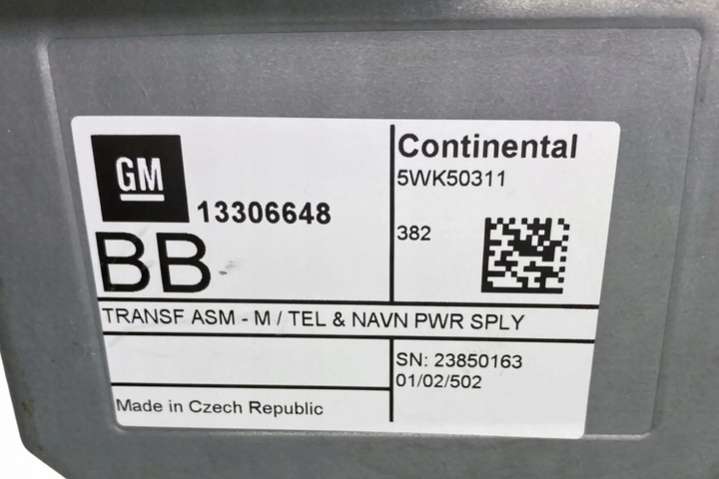 GM
13306648
BB
Continental
5WK50311
382
TRANSF ASM - M / TEL & NAVN PWR SPLY
SN: 23850163
01/02/502
Made in Czech Republic